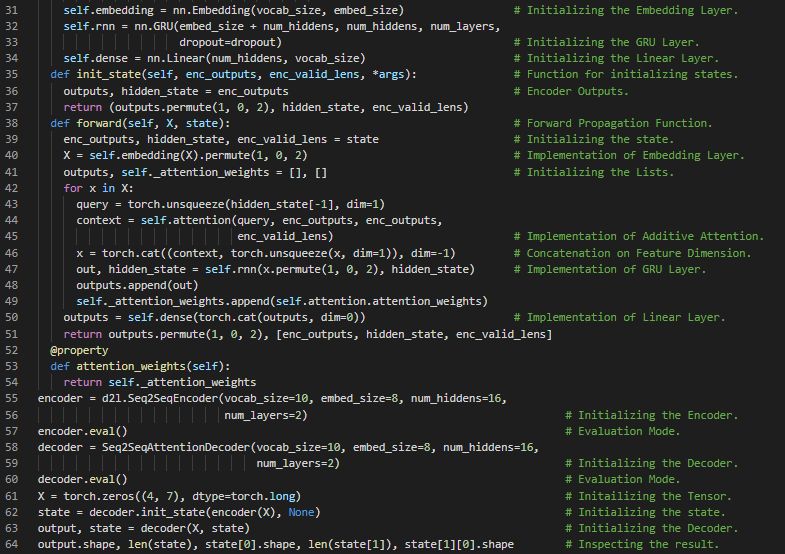 31 self.embedding = nn.Embedding(vocab_size, embed_size) # Initializing the Embedding Layer.
32 self.rnn = nn.GRU(embed_size + num_hiddens, num_hiddens, num_layers,
33 dropout=dropout) # Initializing the GRU Layer.
34 self.dense = nn.Linear(num_hiddens, vocab_size) # Initializing the Linear Layer.
35 def init_state(self, enc_outputs, enc_valid_lens, *args): # Function for initializing states.
36 outputs, hidden_state = enc_outputs # Encoder Outputs.
37 return (outputs.permute(1, 0, 2), hidden_state, enc_valid_lens)
38 def forward(self, X, state): # Forward Propagation Function.
39 enc_outputs, hidden_state, enc_valid_lens = state # Initializing the state.
40 X = self.embedding(X).permute(1, 0, 2) # Implementation of Embedding Layer.
41 outputs, self._attention_weights = [], [] # Initializing the Lists.
42 for x in X:
43 query = torch.unsqueeze(hidden_state[-1], dim=1)
44 context = self.attention(query, enc_outputs, enc_outputs,
45 enc_valid_lens) # Implementation of Additive Attention.
46 x = torch.cat((context, torch.unsqueeze(x, dim=1)), dim=-1) # Concatenation on Feature Dimension.
47 out, hidden_state = self.rnn(x.permute(1, 0, 2), hidden_state) # Implementation of GRU Layer.
48 outputs.append(out)
49 self._attention_weights.append(self.attention.attention_weights)
50 outputs = self.dense(torch.cat(outputs, dim=0)) # Implementation of Linear Layer.
51 return outputs.permute(1, 0, 2), [enc_outputs, hidden_state, enc_valid_lens]
52 @property
53 def attention_weights(self):
54 return self._attention_weights
55 encoder = d2l.Seq2SeqEncoder(vocab_size=10, embed_size=8, num_hiddens=16,
56 num_layers=2) # Initializing the Encoder.
57 encoder.eval() # Evaluation Mode.
58 decoder = Seq2SeqAttentionDecoder(vocab_size=10, embed_size=8, num_hiddens=16,
59 num_layers=2) # Initializing the Decoder.
60 decoder.eval() # Evaluation Mode.
61 X = torch.zeros((4, 7), dtype=torch.long) # Initializing the Tensor.
62 state = decoder.init_state(encoder(X), None) # Initializing the state.
63 output, state = decoder(X, state) # Initializing the Decoder.
64 output.shape, len(state), state[0].shape, len(state[1]), state[1][0].shape # Inspecting the result.